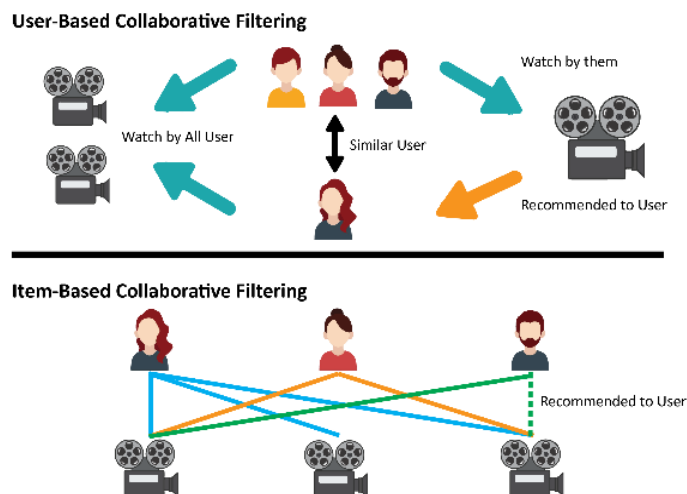 User-Based Collaborative Filtering
Watch by them
Watch by All User
Similar User
Recommended to User
Item-Based Collaborative Filtering
Recommended to User